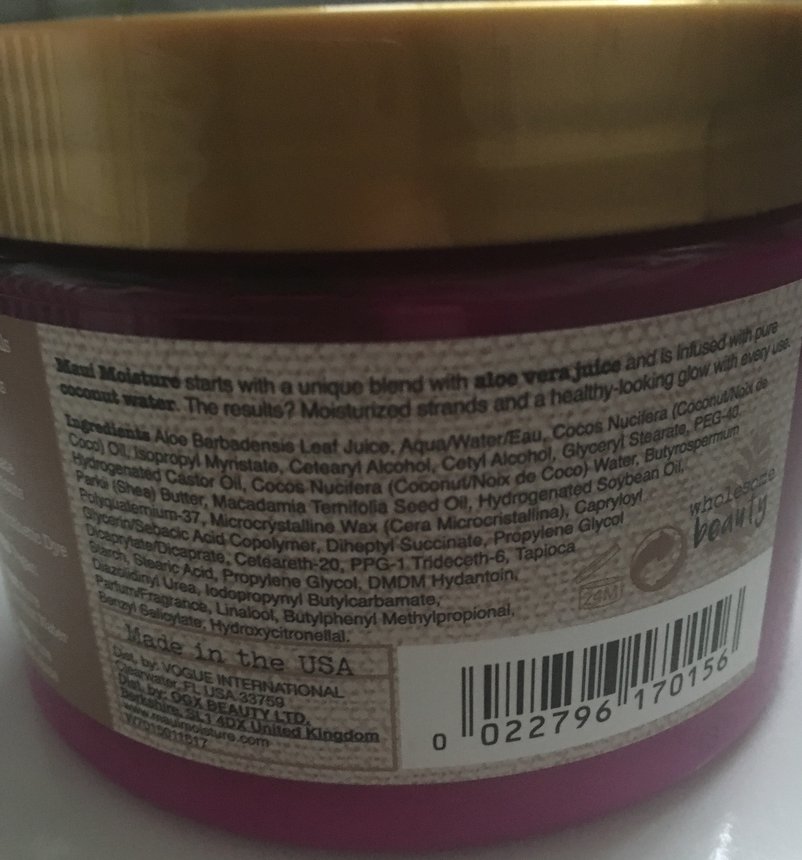 Maui Moisture starts with a unique blend with aloe vera juice and is infused with pure
coconut water. The results? Moisturized strands and a healthy-looking glow with every use.
Ingredients Aloe Barbadensis Leaf Juice, Aqua/Water/Eau, Cocos Nucifera (Coconut/Noix de
Coco) Oil, Isopropyl Myristate, Cetearyl Alcohol, Cetyl Alcohol, Glyceryl Stearate, PEG-40
Hydrogenated Castor Oil, Cocos Nucifera (Coconut/Noix de Coco) Water, Butyrospermum
Parkii (Shea) Butter, Macadamia Ternifolia Seed Oil, Hydrogenated Soybean Oil,
Polyquaternium-37, Microcrystalline Wax (Cera Microcristallina), Capryloyl
Glycerin/Sebacic Acid Copolymer, Diheptyl Succinate, Propylene Glycol
Dicaprylate/Dicaprate, Ceteareth-20, PPG-1 Trideceth-6, Tapioca
Starch, Stearic Acid, Propylene Glycol, DMDM Hydantoin,
Diazolidinyl Urea, Iodopropynyl Butylcarbamate,
Parfum/Fragrance, Linalool, Butylphenyl Methylpropional,
Benzyl Salicylate, Hydroxycitronellal.
wholesome
beauty
24M
Made in the USA
Dist. by: VOGUE INTERNATIONAL
Clearwater, FL USA 33759
Dist. by: OGX BEAUTY LTD,
Berkshire, SL1 4DX United Kingdom
www.mauimoisture.com
0 022796 170156
Dye